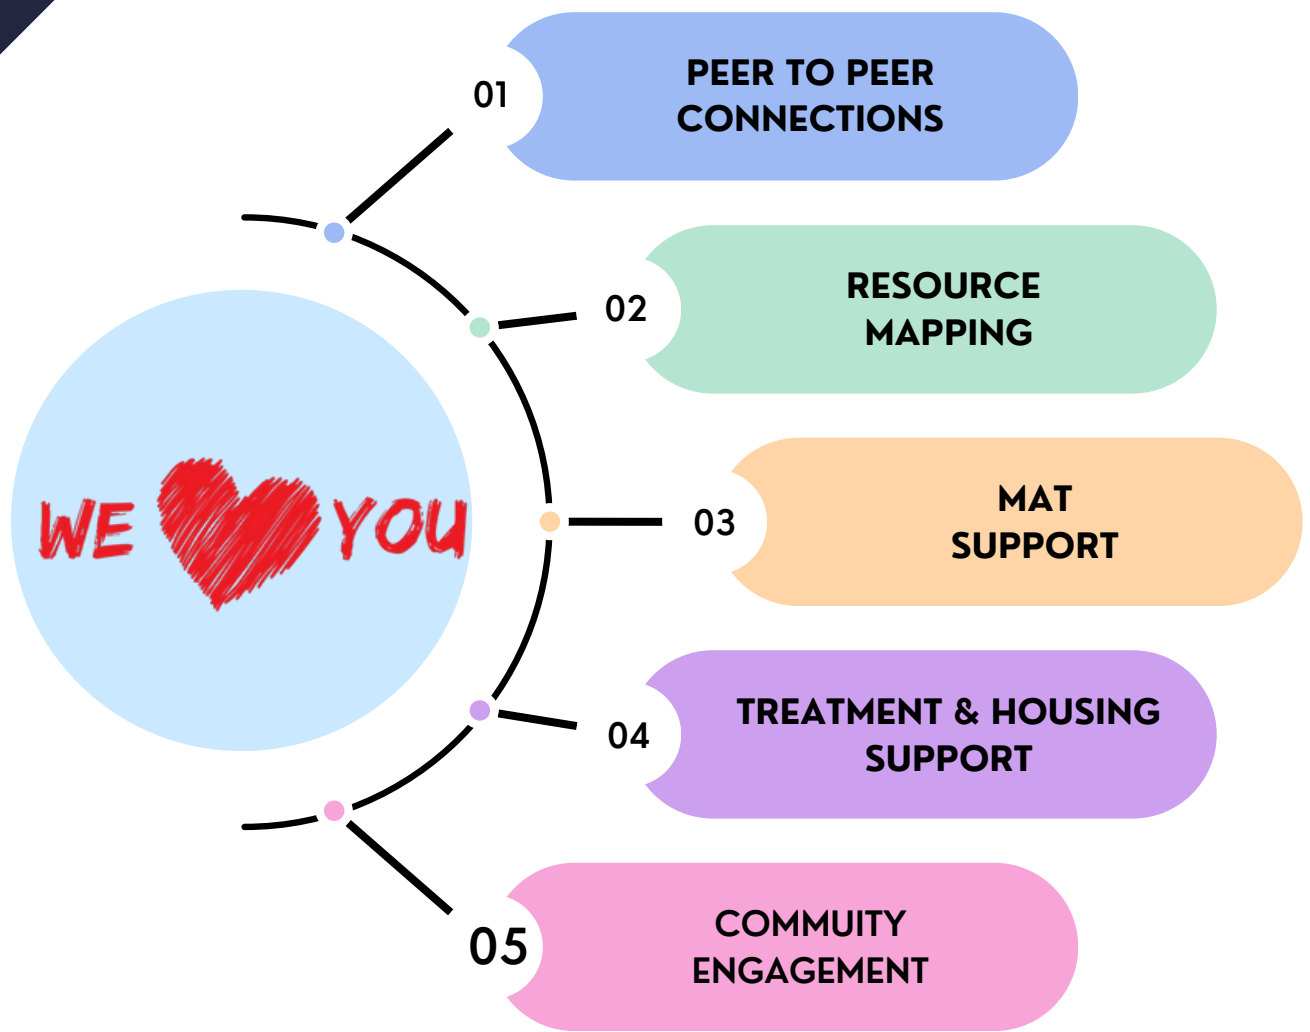 01
PEER TO PEER
CONNECTIONS
02
RESOURCE
MAPPING
WE YOU
03
MAT
SUPPORT
04
TREATMENT & HOUSING
SUPPORT
05
COMMUITY
ENGAGEMENT